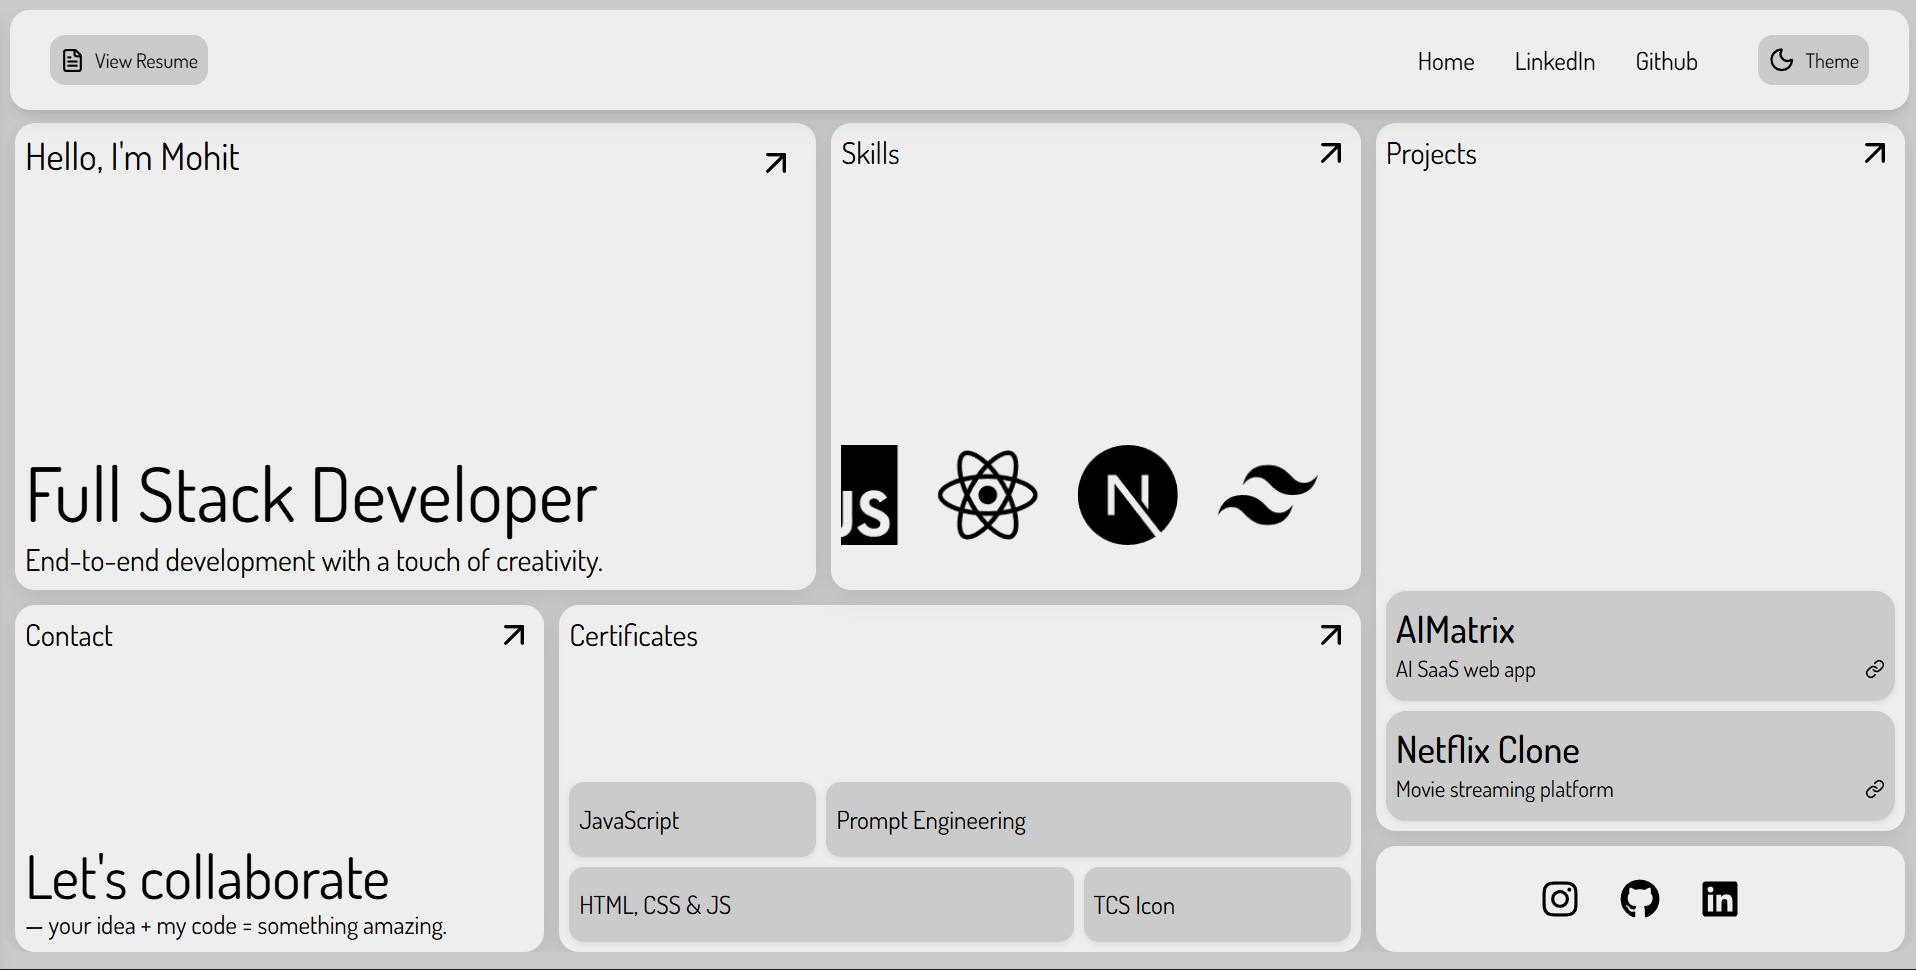 View Resume
Home
LinkedIn
Github
Theme
Hello, I'm Mohit
Full Stack Developer
End-to-end development with a touch of creativity.
Skills
JS
N
Projects
AIMatrix
AI SaaS web app
Netflix Clone
Movie streaming platform
Contact
Let's collaborate
— your idea + my code = something amazing.
Certificates
JavaScript
Prompt Engineering
HTML, CSS & JS
TCS Icon
in